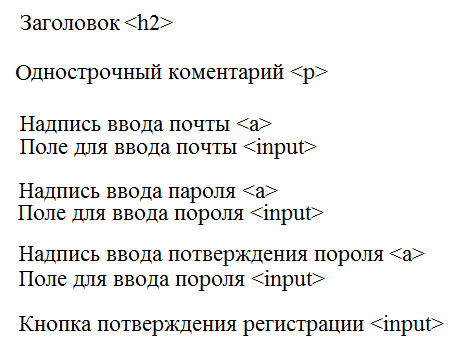 Заголовок <h2>
Однострочный коментарий <p>
Надпись ввода почты <a>
Поле для ввода почты <input>
Надпись ввода пароля <a>
Поле для ввода пороля <input>
Надпись ввода потверждения пороля <a>
Поле для ввода пороля <input>
Кнопка потверждения регистрации <input>